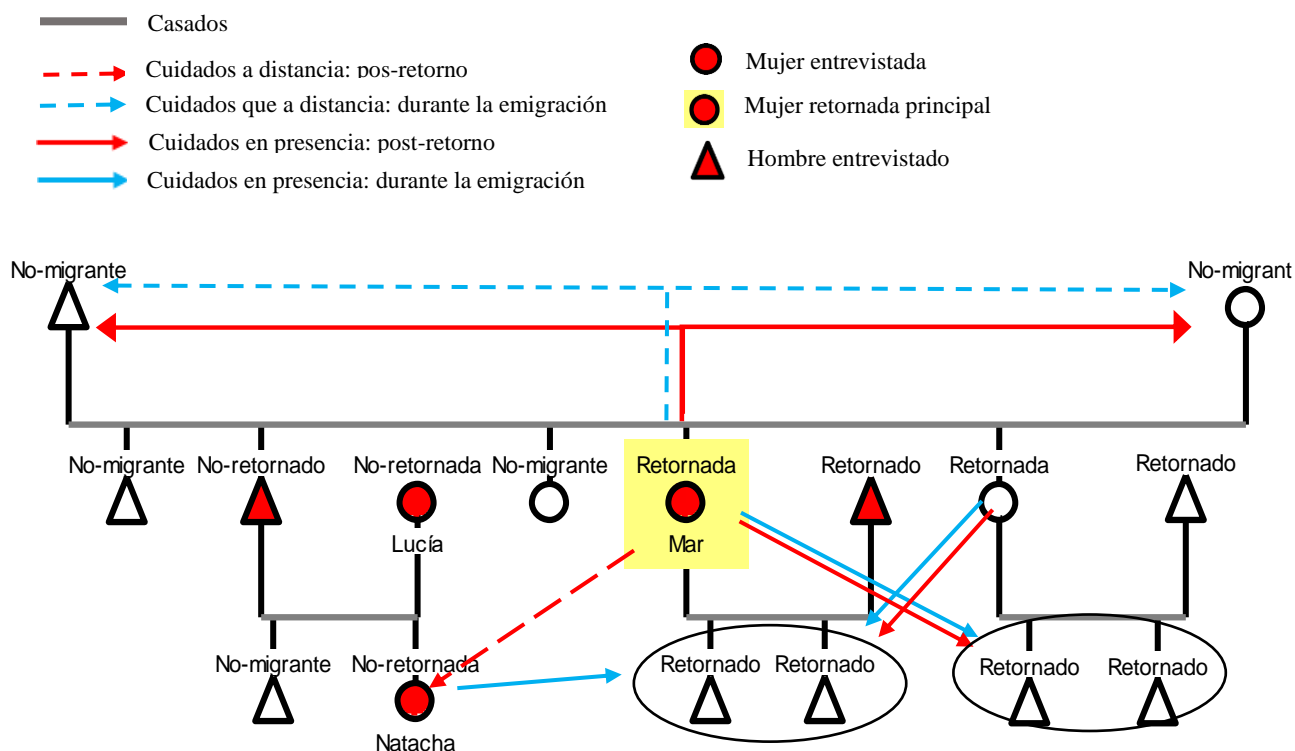 Casados
Cuidados a distancia: pos-retorno
Cuidados que a distancia: durante la emigración
Cuidados en presencia: post-retorno
Cuidados en presencia: durante la emigración
Mujer entrevistada
Mujer retornada principal
Hombre entrevistado
No-migrante
No-migrant
No-migrante
No-retornado
No-retornada
No-migrante
Retornada
Retornado
Retornada
Retornado
Lucía
Mar
No-migrante
No-retornada
Retornado
Retornado
Retornado
Retornado
Natacha